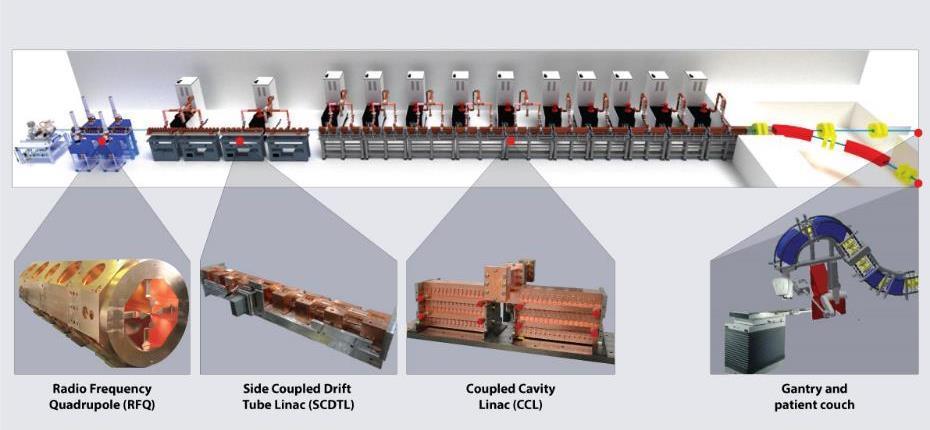 Radio Frequency
Quadrupole (RFQ)
Side Coupled Drift
Tube Linac (SCDTL)
Coupled Cavity
Linac (CCL)
Gantry and
patient couch